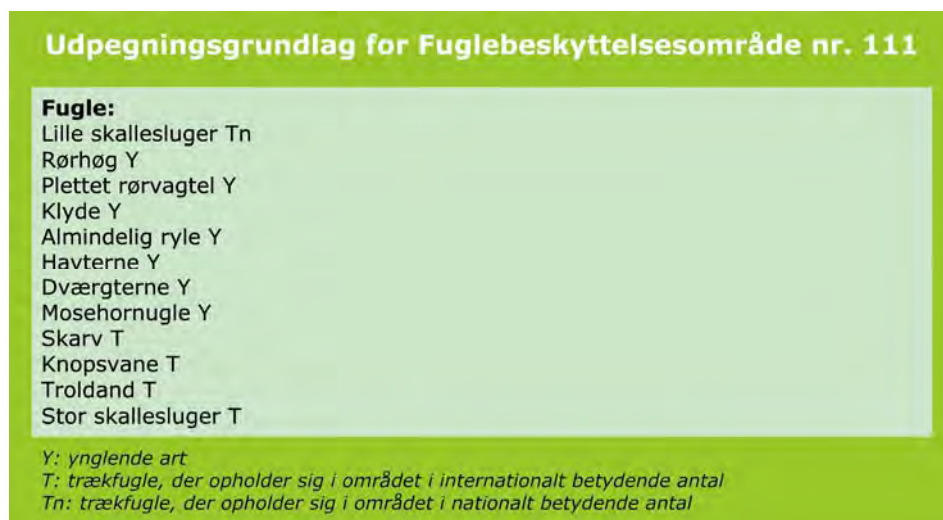 Udpegningsgrundlag for Fuglebeskyttelsesområde nr. 111
Fugle:
Lille skallesluger Tn
Rørhøg Y
Plettet rørvagtel Y
Klyde Y
Almindelig ryle Y
Havterne Y
Dværgterne Y
Mosehornugle Y
Skarv T
Knopsvane T
Troldand T
Stor skallesluger T
Y: ynglende art
T: trækfugle, der opholder sig i området i internationalt betydende antal
Tn: trækfugle, der opholder sig i området i nationalt betydende antal